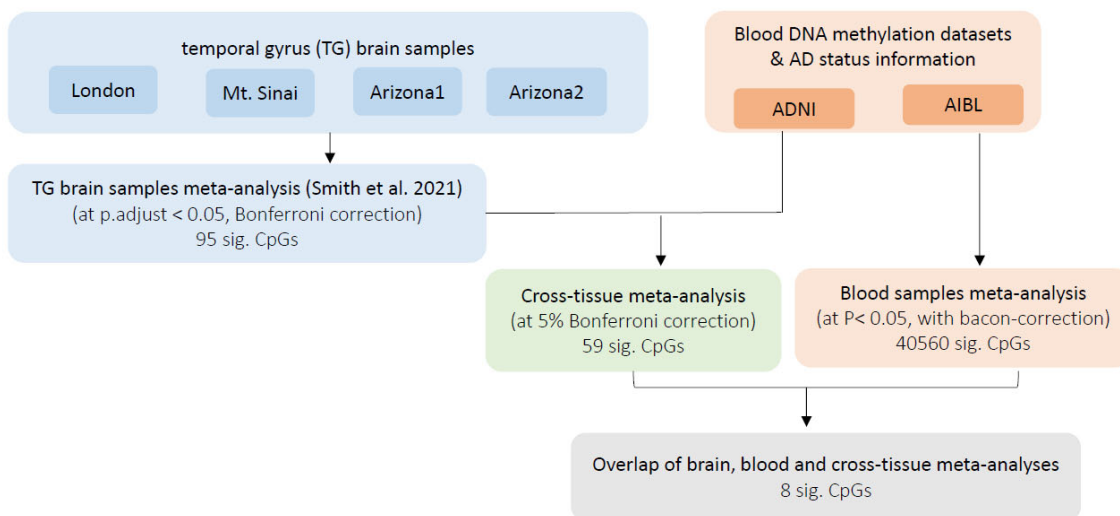 temporal gyrus (TG) brain samples
London
Mt. Sinai
Arizona1
Arizona2
Blood DNA methylation datasets
& AD status information
ADNI
AIBL
TG brain samples meta-analysis (Smith et al. 2021)
(at p.adjust < 0.05, Bonferroni correction)
95 sig. CpGs
Cross-tissue meta-analysis
(at 5% Bonferroni correction)
59 sig. CpGs
Blood samples meta-analysis
(at P< 0.05, with bacon-correction)
40560 sig. CpGs
Overlap of brain, blood and cross-tissue meta-analyses
8 sig. CpGs